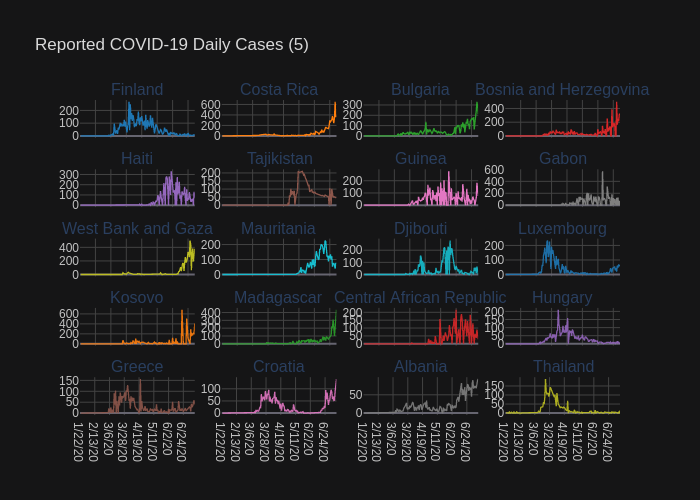 Reported COVID-19 Daily Cases (5)
Finland Costa Rica Bulgaria Bosnia and Herzegovina
200 100 0
600 400 200 0
300 200 100 0
400 200 0
Haiti Tajikistan Guinea Gabon
300 200 100 0
200 150 100 50 0
200 100 0
600 400 200 0
West Bank and Gaza Mauritania Djibouti Luxembourg
400 200 0
200 100 0
200 100 0
200 100 0
Kosovo Madagascar Central African Republic Hungary
600 400 200 0
400 300 200 100 0
200 150 100 50 0
200 150 100 50 0
Greece Croatia Albania Thailand
150 100 50 0
100 50 0
50 0
150 100 50 0
1/22/20 2/13/20 3/6/20 3/28/20 4/19/20 5/11/20 6/2/20 6/24/20
1/22/20 2/13/20 3/6/20 3/28/20 4/19/20 5/11/20 6/2/20 6/24/20
1/22/20 2/13/20 3/6/20 3/28/20 4/19/20 5/11/20 6/2/20 6/24/20
1/22/20 2/13/20 3/6/20 3/28/20 4/19/20 5/11/20 6/2/20 6/24/20